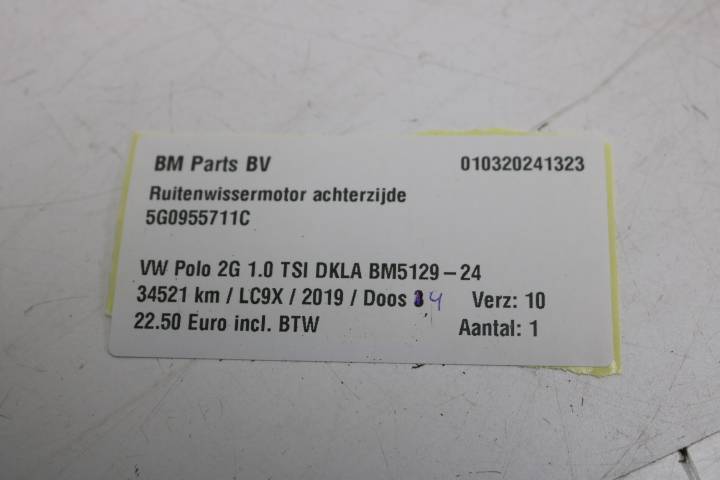 BM Parts BV 010320241323
Ruitenwissermotor achterzijde
5G0955711C
VW Polo 2G 1.0 TSI DKLA BM5129-24
34521 km / LC9X / 2019 / Doos 4 Verz: 10
22.50 Euro incl. BTW Aantal: 1